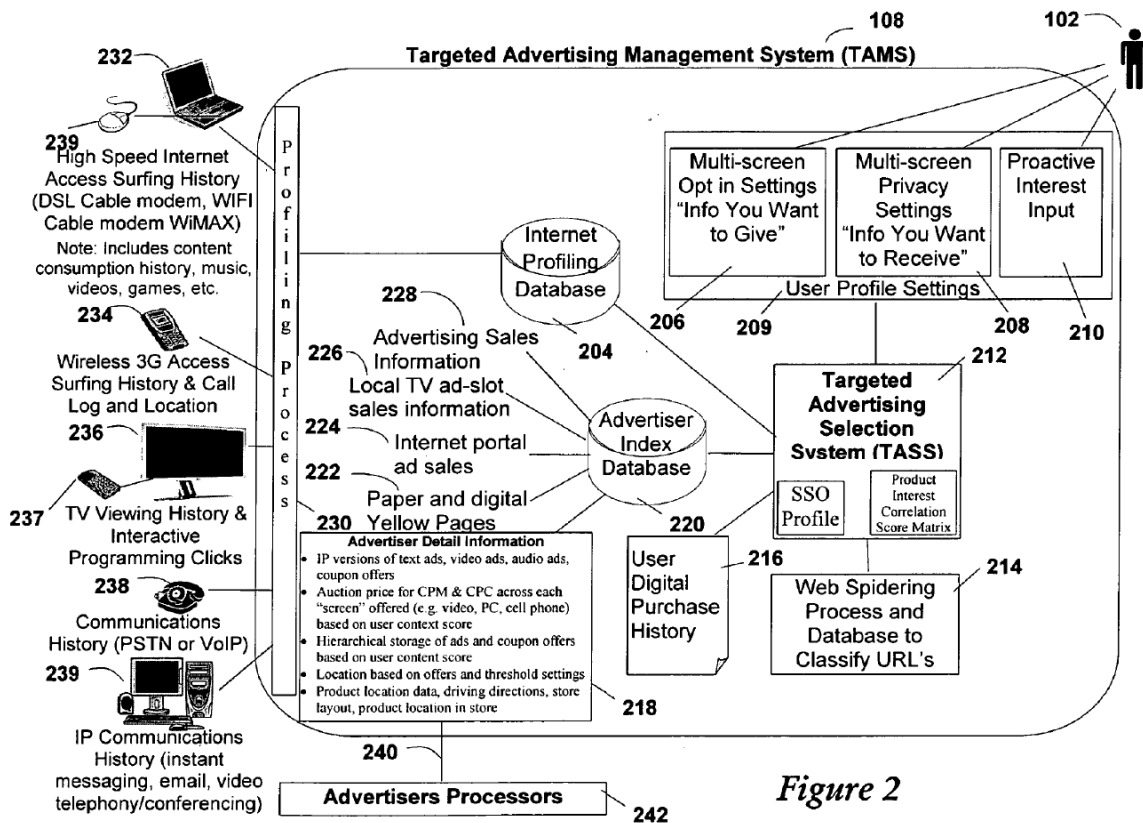 108
102
Targeted Advertising Management System (TAMS)
232
239
High Speed Internet
Access Surfing History
(DSL Cable modem, WIFI
Cable modem WiMAX)
Note: Includes content
consumption history, music,
videos, games, etc.
234
Wireless 3G Access
Surfing History & Call
Log and Location
236
237
TV Viewing History &
Interactive
Programming Clicks
238
Communications
History (PSTN or VoIP)
239
IP Communications
History (instant
messaging, email, video
telephony/conferencing)
Profiling Process
230
Internet
Profiling
Database
204
228
Advertising Sales
Information
226
Local TV ad-slot
sales information
224
Internet portal
ad sales
222
Paper and digital
Yellow Pages
Advertiser
Index
Database
220
Multi-screen
Opt in Settings
“Info You Want
to Give”
Multi-screen
Privacy
Settings
“Info You Want
to Receive”
Proactive
Interest
Input
User Profile Settings
206
209
208
210
212
Targeted
Advertising
Selection
System (TASS)
SSO
Profile
Product
Interest
Correlation
Score Matrix
User
Digital
Purchase
History
216
214
Web Spidering
Process and
Database to
Classify URL's
Advertiser Detail Information
• IP versions of text ads, video ads, audio ads,
coupon offers
• Auction price for CPM & CPC across each
“screen” offered (e.g. video, PC, cell phone)
based on user context score
• Hierarchical storage of ads and coupon offers
based on user content score
• Location based on offers and threshold settings
• Product location data, driving directions, store
layout, product location in store
218
240
Advertisers Processors
242
Figure 2